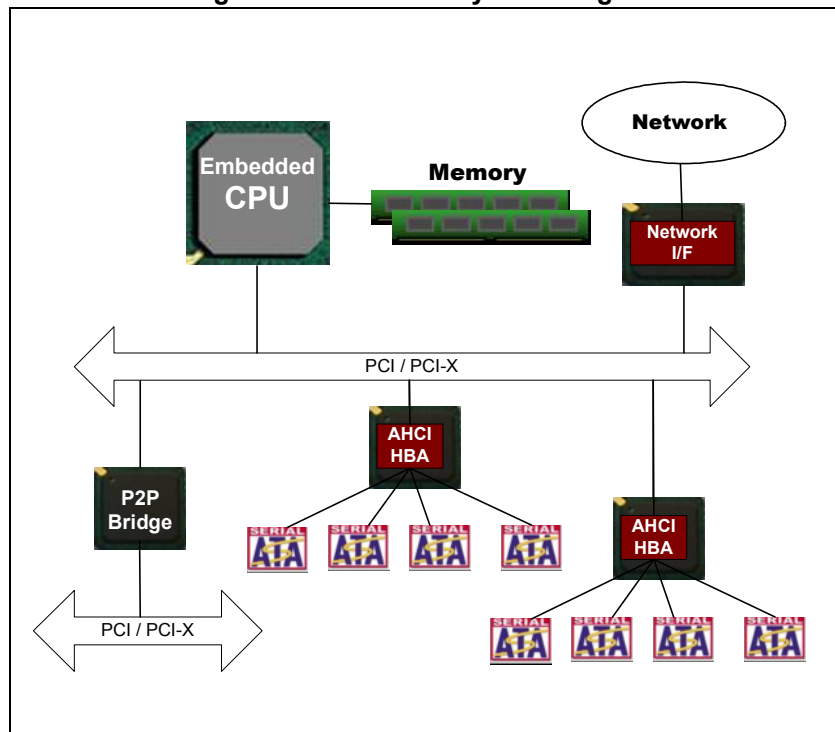 Network
Embedded
CPU
Memory
Network
I/F
PCI / PCI-X
AHCI
HBA
P2P
Bridge
AHCI
HBA
SERIAL
ATA
SERIAL
ATA
SERIAL
ATA
SERIAL
ATA
PCI / PCI-X
SERIAL
ATA
SERIAL
ATA
SERIAL
ATA
SERIAL
ATA